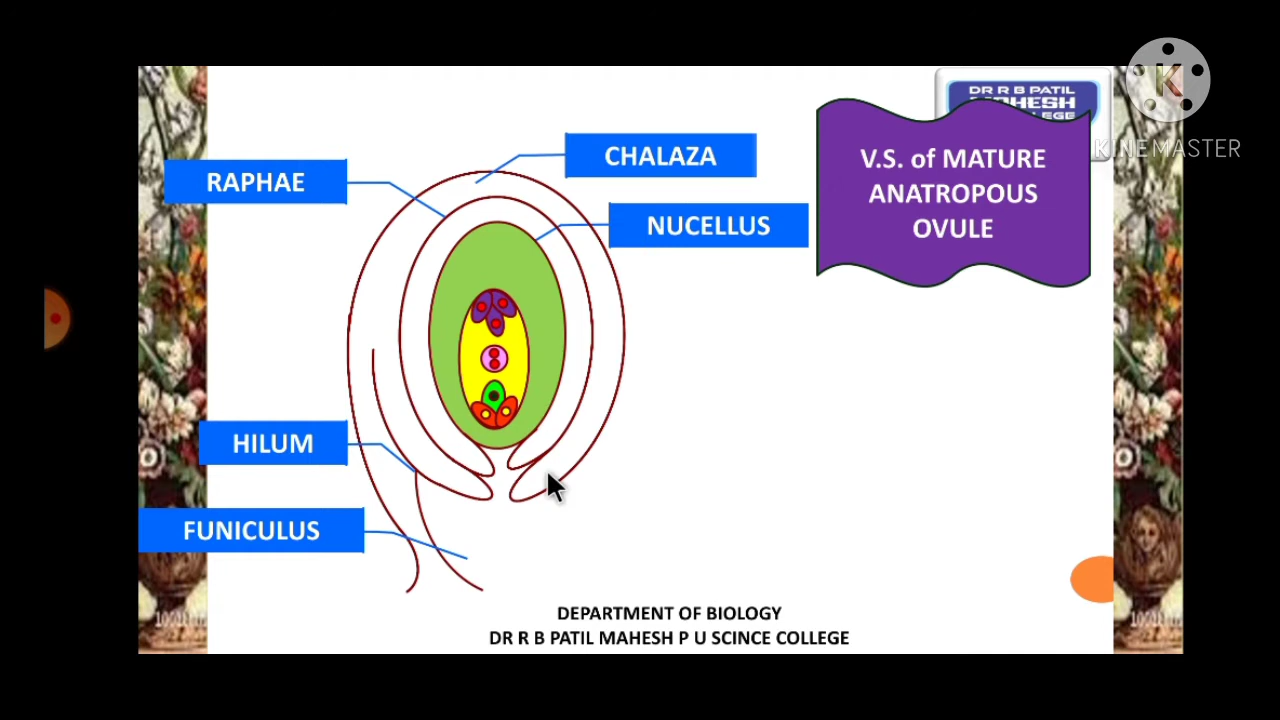 DR R B PATIL
MAHESH
KINEMASTER
V.S. of MATURE
ANATROPOUS
OVULE
CHALAZA
RAPHAE
NUCELLUS
HILUM
FUNICULUS
DEPARTMENT OF BIOLOGY
DR R B PATIL MAHESH P U SCINCE COLLEGE